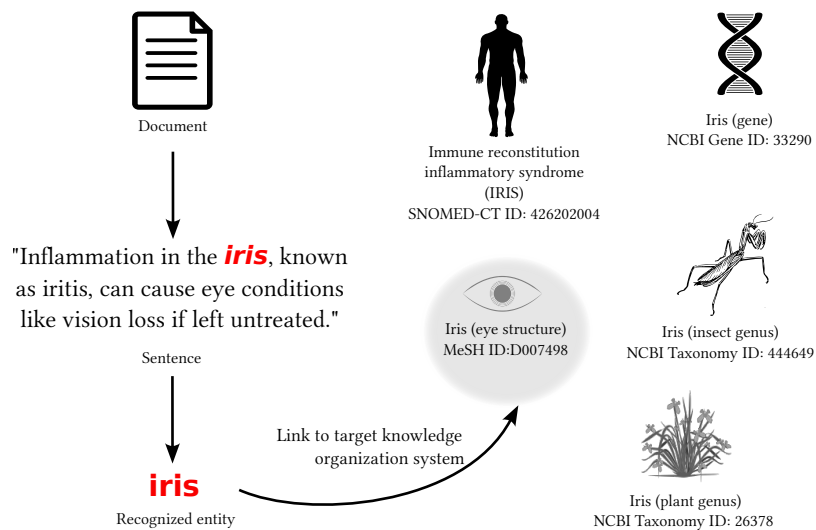 Document
"Inflammation in the iris, known
as iritis, can cause eye conditions
like vision loss if left untreated."
Sentence
iris
Recognized entity
Link to target knowledge
organization system
Immune reconstitution
inflammatory syndrome
(IRIS)
SNOMED-CT ID: 426202004
Iris (gene)
NCBI Gene ID: 33290
Iris (eye structure)
MeSH ID:D007498
Iris (insect genus)
NCBI Taxonomy ID: 444649
Iris (plant genus)
NCBI Taxonomy ID: 26378